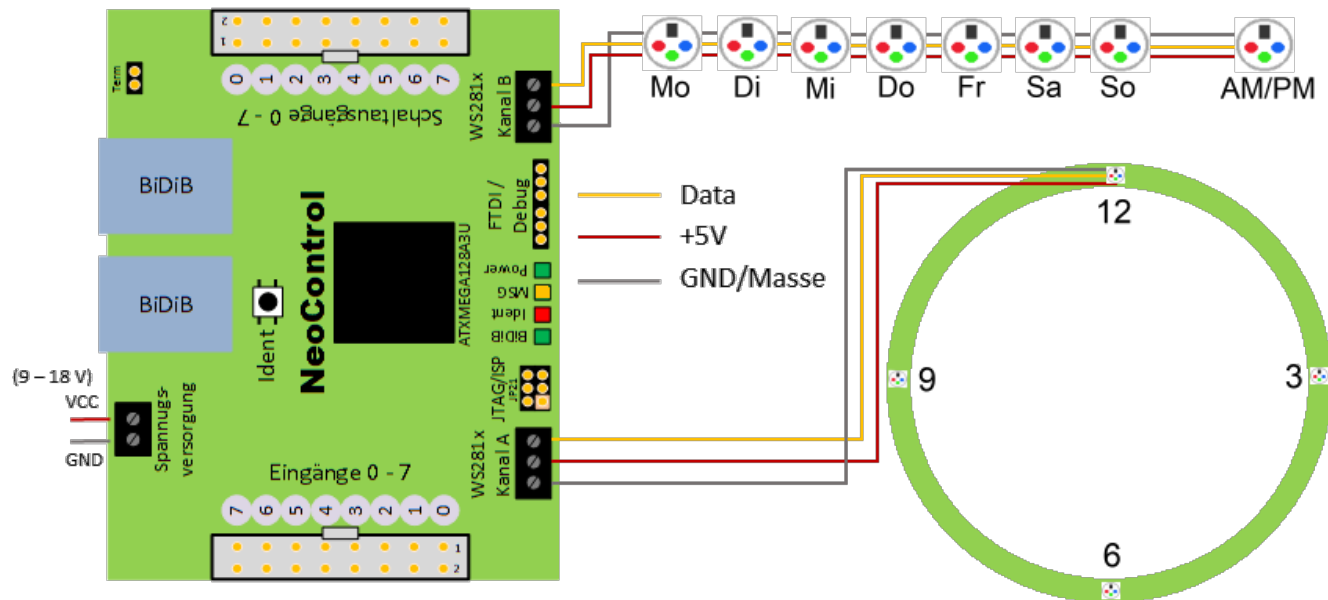 2
1
Term
0 1 2 3 4 5 6 7
Schaltausgänge 0 - 7
WS281x
Kanal B
Mo Di Mi Do Fr Sa So AM/PM
BiDiB
BiDiB
FTDI /
Debug
Data
+5V
GND/Masse
NeoControl
ATXMEGA128A3U
Power
MSG
Ident
BiDiB
Ident
JTAG/ISP
JP21
(9 – 18 V)
VCC
GND
Spannugs-
versorgung
WS281x
Kanal A
Eingänge 0 - 7
7 6 5 4 3 2 1 0
1
2
12
9
3
6